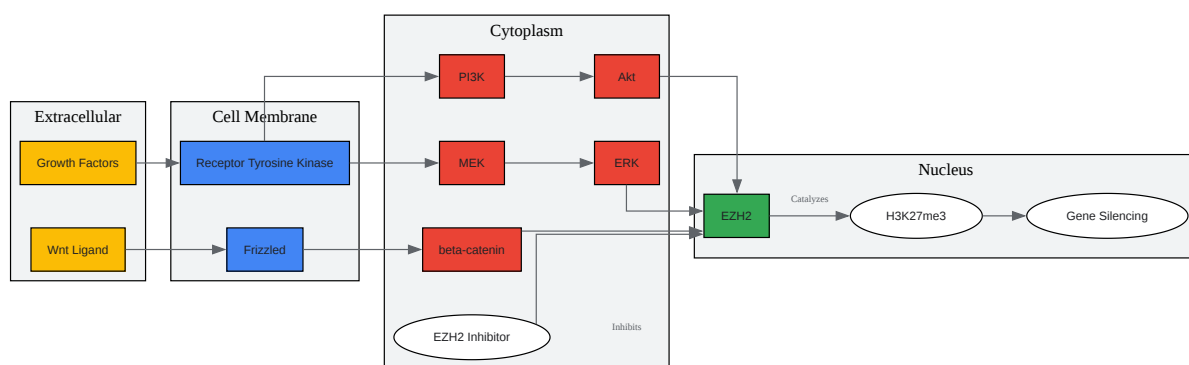 Cytoplasm
PI3K
Akt
Extracellular
Cell Membrane
Growth Factors
Receptor Tyrosine Kinase
MEK
ERK
Nucleus
EZH2
Catalyzes
H3K27me3
Gene Silencing
Wnt Ligand
Frizzled
beta-catenin
EZH2 Inhibitor
Inhibits